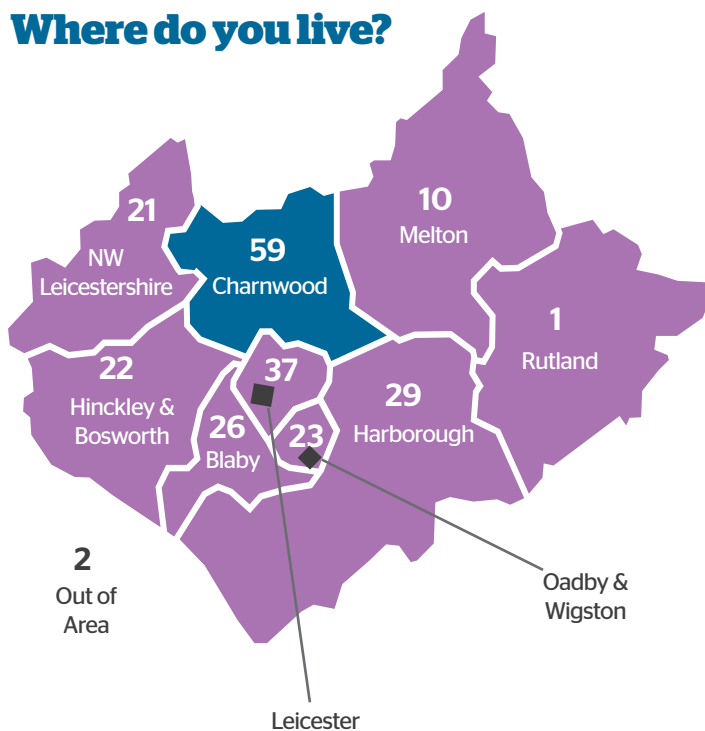 Where do you live?
21
NW
Leicestershire
59
Charnwood
10
Melton
1
Rutland
22
Hinckley &
Bosworth
37
26
Blaby
23
29
Harborough
2
Out of
Area
Oadby &
Wigston
Leicester